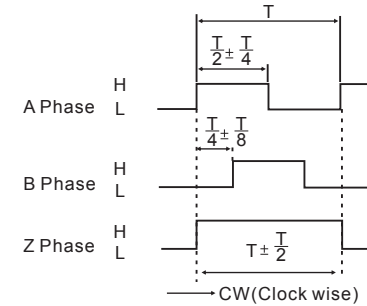 T
T/2 ± T/4
H
A Phase L
T/4 ± T/8
H
B Phase L
H
Z Phase L
T ± T/2
CW(Clock wise)